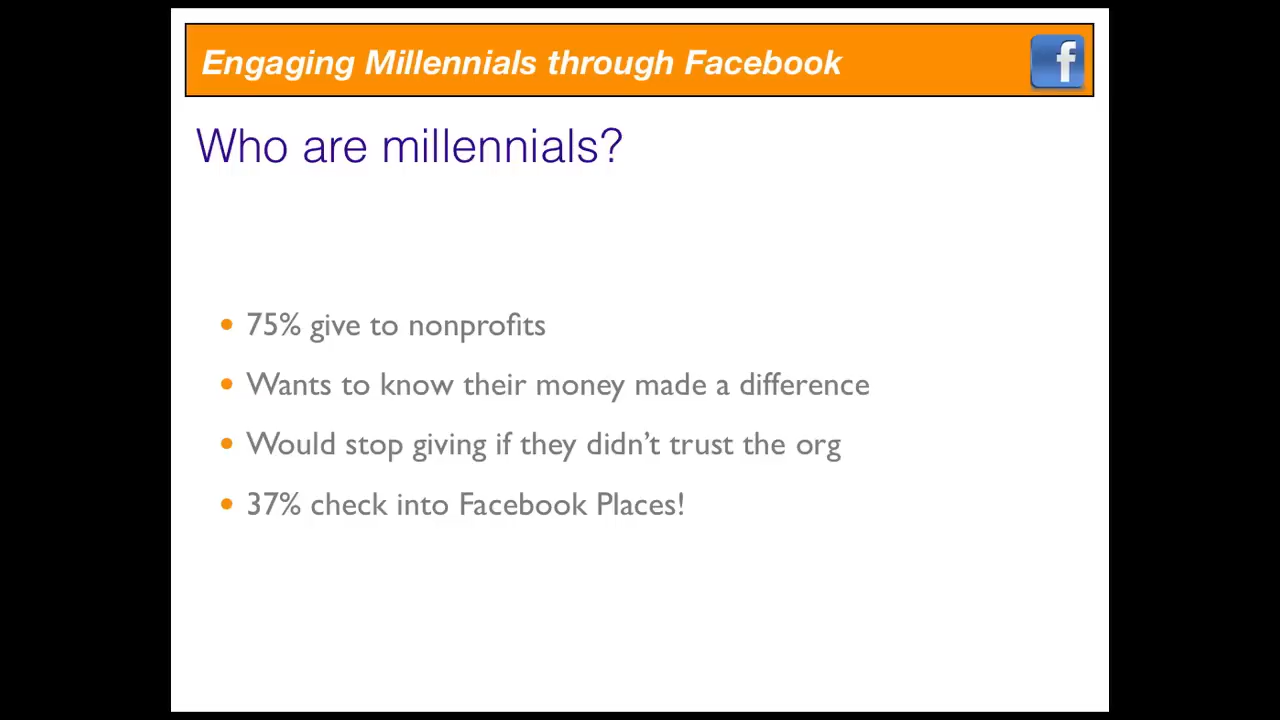 Engaging Millennials through Facebook
f
Who are millennials?
• 75% give to nonprofits
• Wants to know their money made a difference
• Would stop giving if they didn't trust the org
• 37% check into Facebook Places!